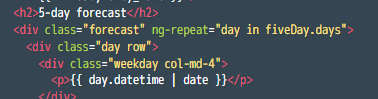 <h2>5-day forecast</h2>
<div class="forecast" ng-repeat="day in fiveDay.days">
<div class="day row">
<div class="weekday col-md-4">
<p>{{ day.datetime | date }}</p>
</div>